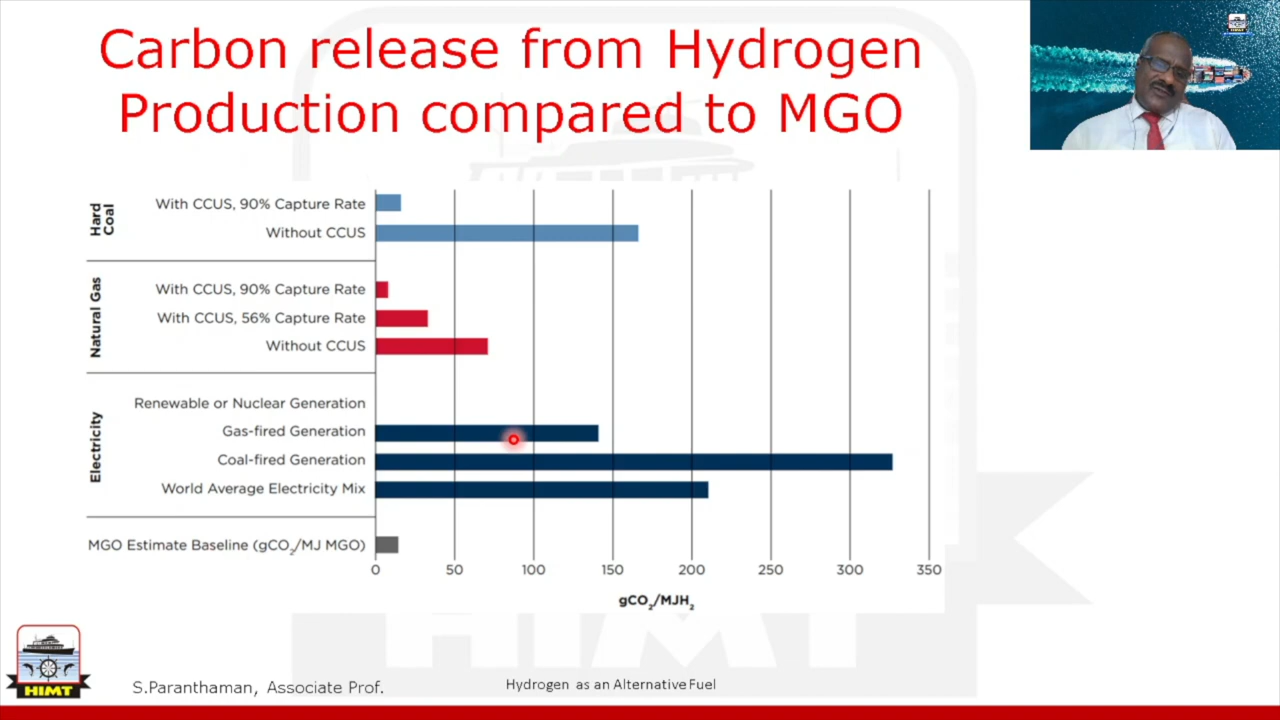 Carbon release from Hydrogen
Production compared to MGO
Hard
Coal
With CCUS, 90% Capture Rate
Without CCUS
Natural Gas
With CCUS, 90% Capture Rate
With CCUS, 56% Capture Rate
Without CCUS
Electricity
Renewable or Nuclear Generation
Gas-fired Generation
Coal-fired Generation
World Average Electricity Mix
MGO Estimate Baseline (gCO₂/MJ MGO)
0 50 100 150 200 250 300 350
gCO₂/MJH₂
HIMT
HIMT
S.Paranthaman, Associate Prof.
Hydrogen as an Alternative Fuel
HIMT